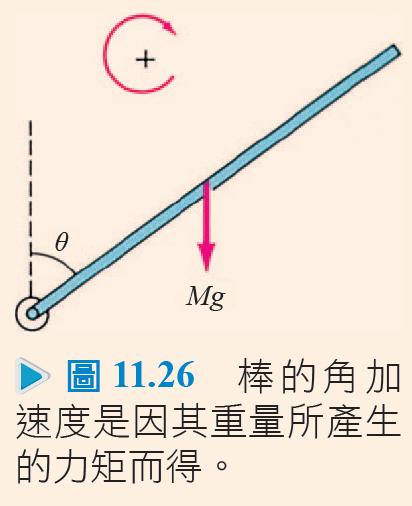 +
θ
Mg
圖 11.26 棒的角加
速度是因其重量所產生
的力矩而得。